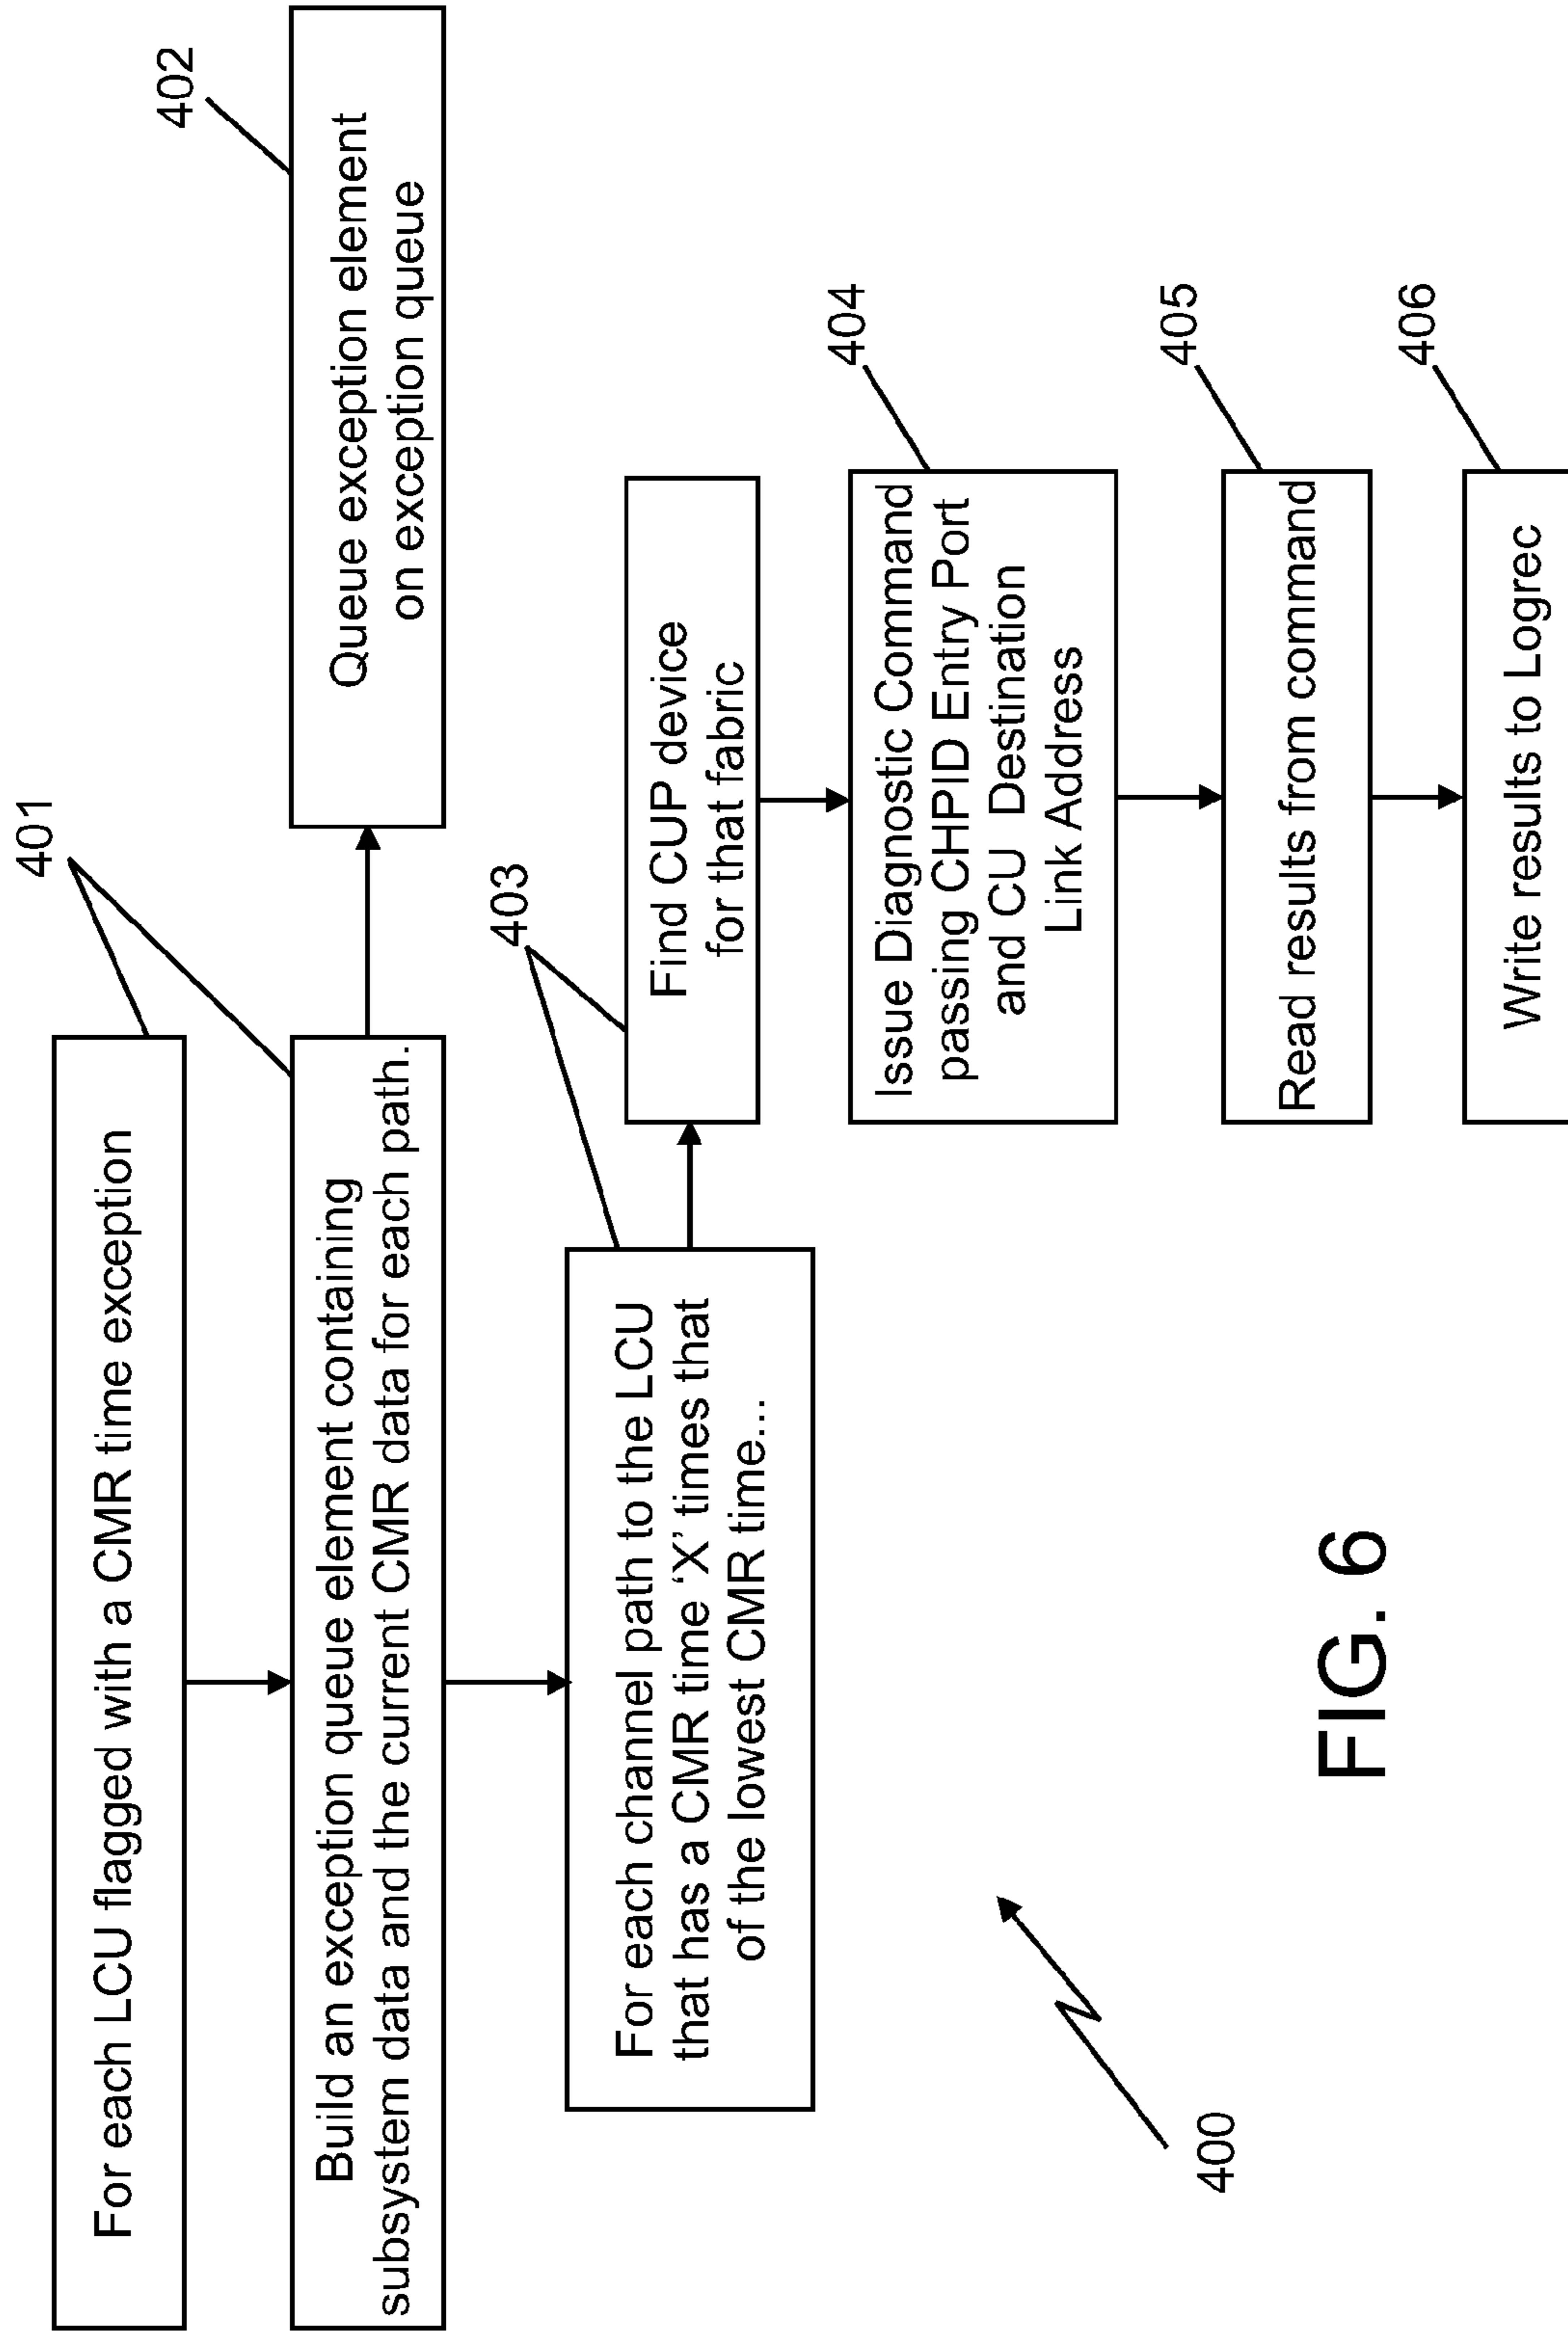 401
For each LCU flagged with a CMR time exception
402
Build an exception queue element containing
subsystem data and the current CMR data for each path.
Queue exception element
on exception queue
403
For each channel path to the LCU
that has a CMR time ‘X’ times that
of the lowest CMR time...
Find CUP device
for that fabric
404
Issue Diagnostic Command
passing CHPID Entry Port
and CU Destination
Link Address
405
Read results from command
406
Write results to Logrec
400
FIG. 6